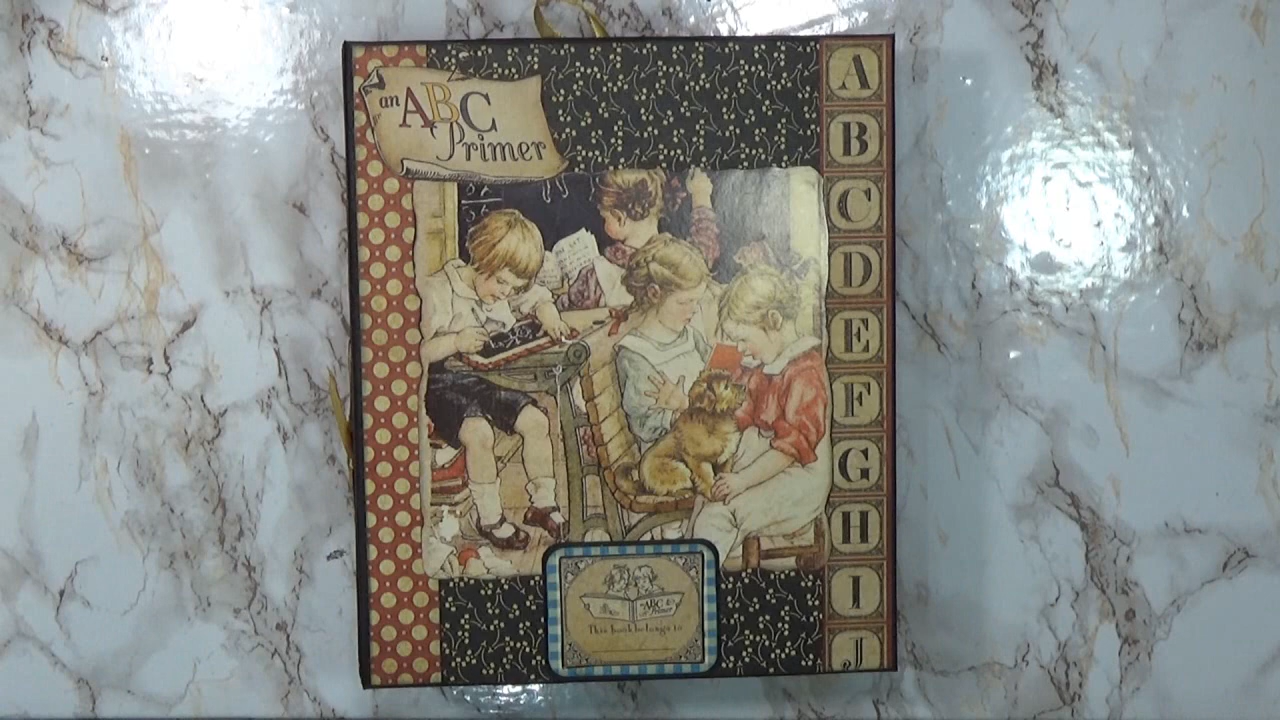 an ABC
Primer
A
B
C
D
E
F
G
H
I
J
ABC
Primer
This book belongs to